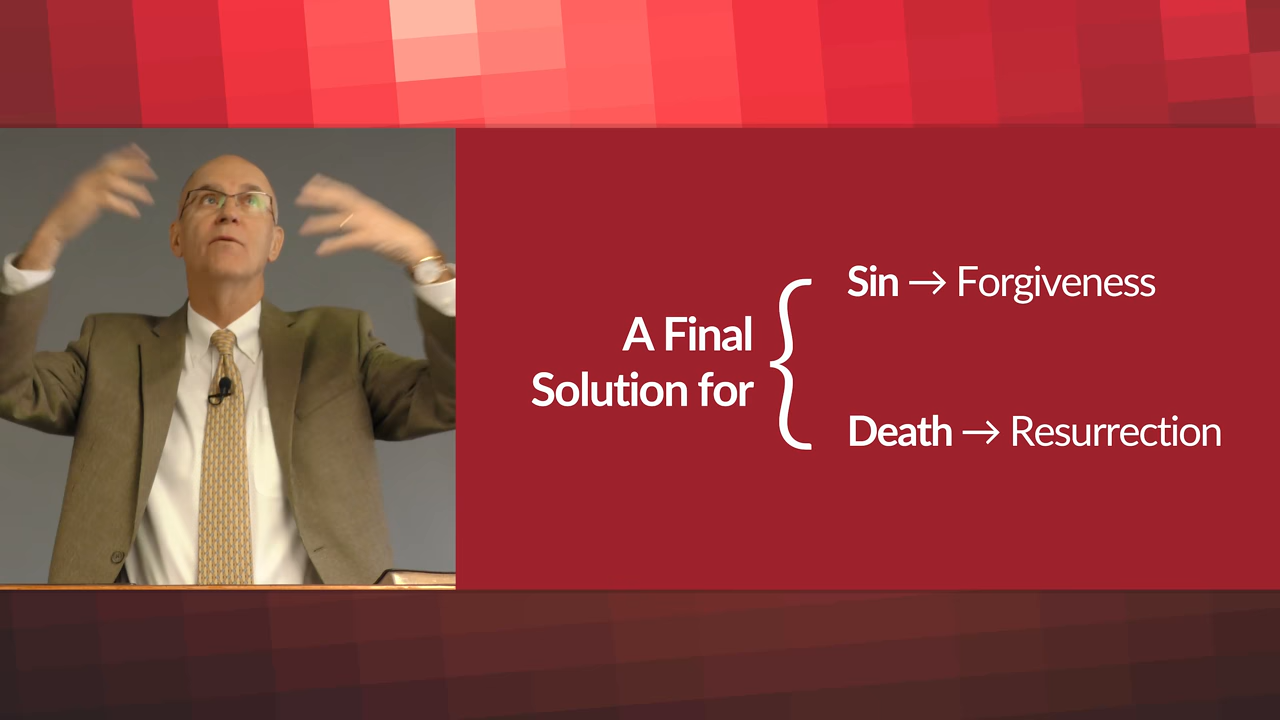 A Final
Solution for
Sin → Forgiveness
Death → Resurrection